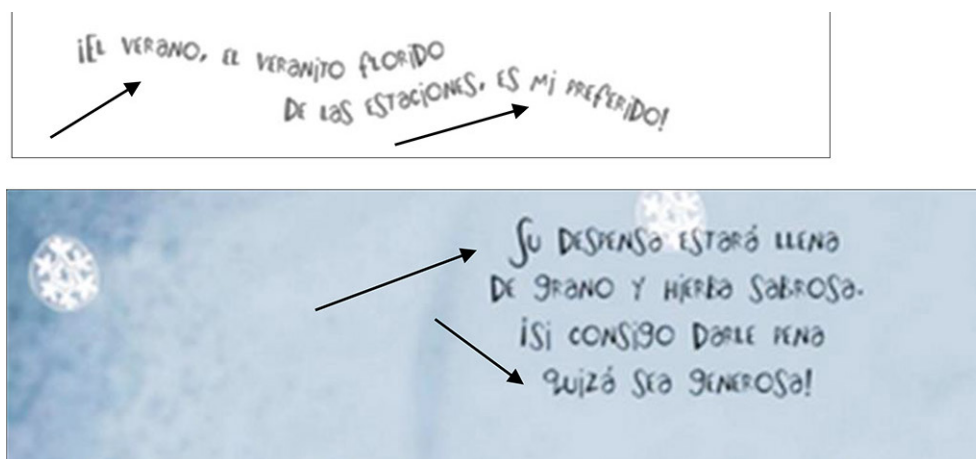 ¡El verano, el veranito florido
de las estaciones, es mi preferido!
Su despensa estará llena
de grano y hierba sabrosa.
¡Si consigo darle pena
quizá sea generosa!